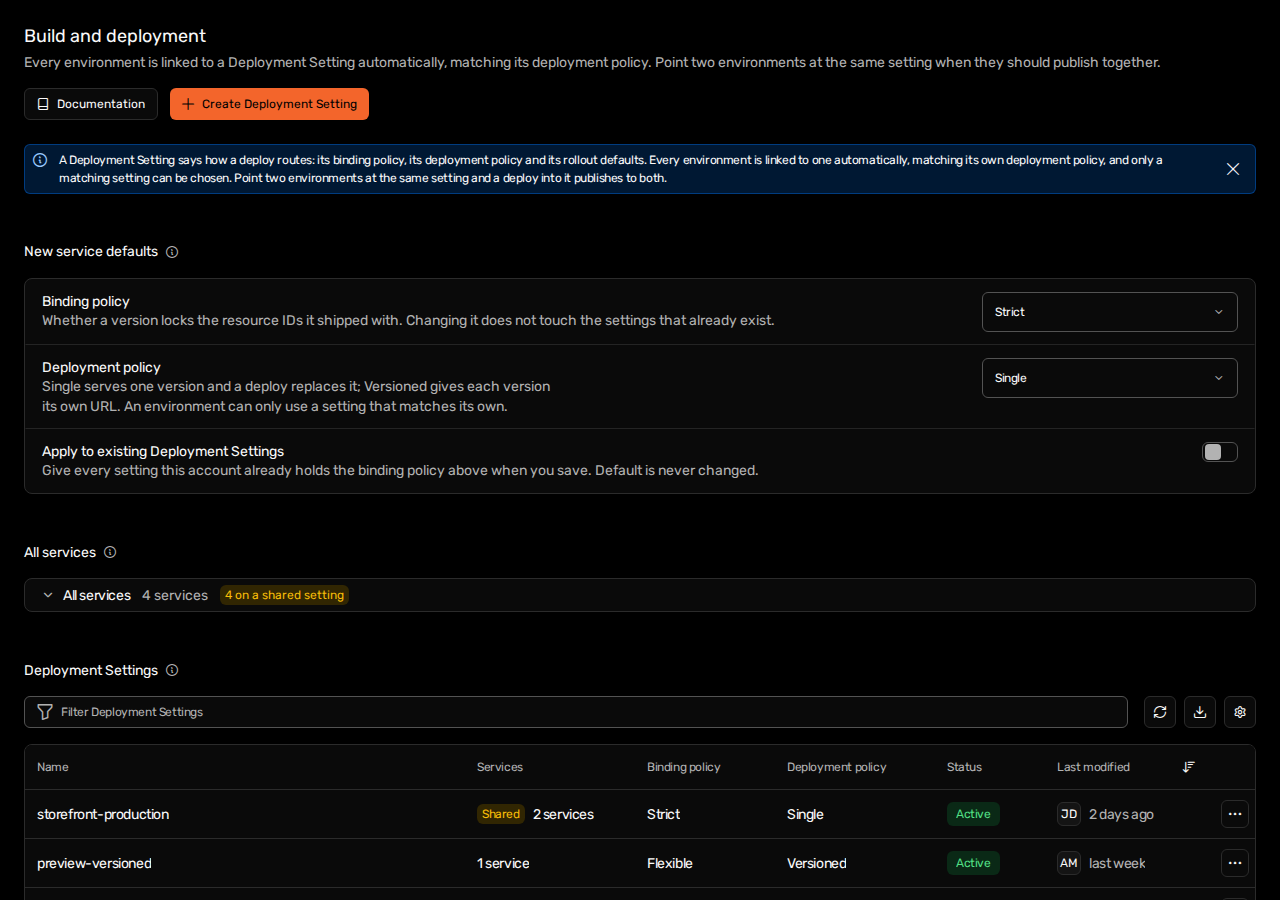 Build and deployment
Every environment is linked to a Deployment Setting automatically, matching its deployment policy. Point two environments at the same setting when they should publish together.
Documentation
Create Deployment Setting
A Deployment Setting says how a deploy routes: its binding policy, its deployment policy and its rollout defaults. Every environment is linked to one automatically, matching its own deployment policy, and only a
matching setting can be chosen. Point two environments at the same setting and a deploy into it publishes to both.
New service defaults
Binding policy
Whether a version locks the resource IDs it shipped with. Changing it does not touch the settings that already exist.
Strict
Deployment policy
Single serves one version and a deploy replaces it; Versioned gives each version
its own URL. An environment can only use a setting that matches its own.
Single
Apply to existing Deployment Settings
Give every setting this account already holds the binding policy above when you save. Default is never changed.
All services
All services 4 services 4 on a shared setting
Deployment Settings
Filter Deployment Settings
Name Services Binding policy Deployment policy Status Last modified
storefront-production Shared 2 services Strict Single Active JD 2 days ago
preview-versioned 1 service Flexible Versioned Active AM last week